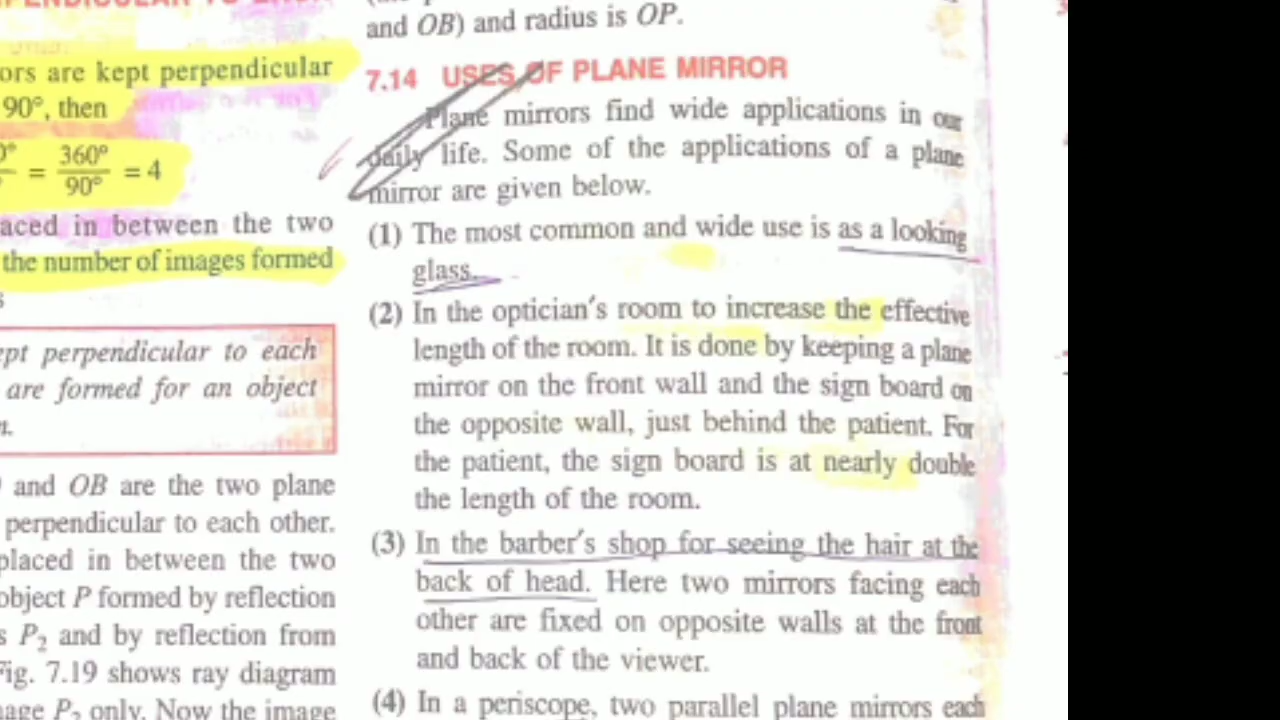 PERPENDICULAR TO EACH
ors are kept perpendicular
90°, then
= 360°/90° = 4
aced in between the two
the number of images formed
s
ept perpendicular to each
are formed for an object
n.
and OB are the two plane
perpendicular to each other.
placed in between the two
object P formed by reflection
s P₂ and by reflection from
Fig. 7.19 shows ray diagram
only. Now the image
and OB) and radius is OP.
7.14 USES OF PLANE MIRROR
Plane mirrors find wide applications in our
daily life. Some of the applications of a plane
mirror are given below.
(1) The most common and wide use is as a looking
glass.
(2) In the optician's room to increase the effective
length of the room. It is done by keeping a plane
mirror on the front wall and the sign board on
the opposite wall, just behind the patient. For
the patient, the sign board is at nearly double
the length of the room.
(3) In the barber's shop for seeing the hair at the
back of head. Here two mirrors facing each
other are fixed on opposite walls at the front
and back of the viewer.
(4) In a periscope, two parallel plane mirrors each